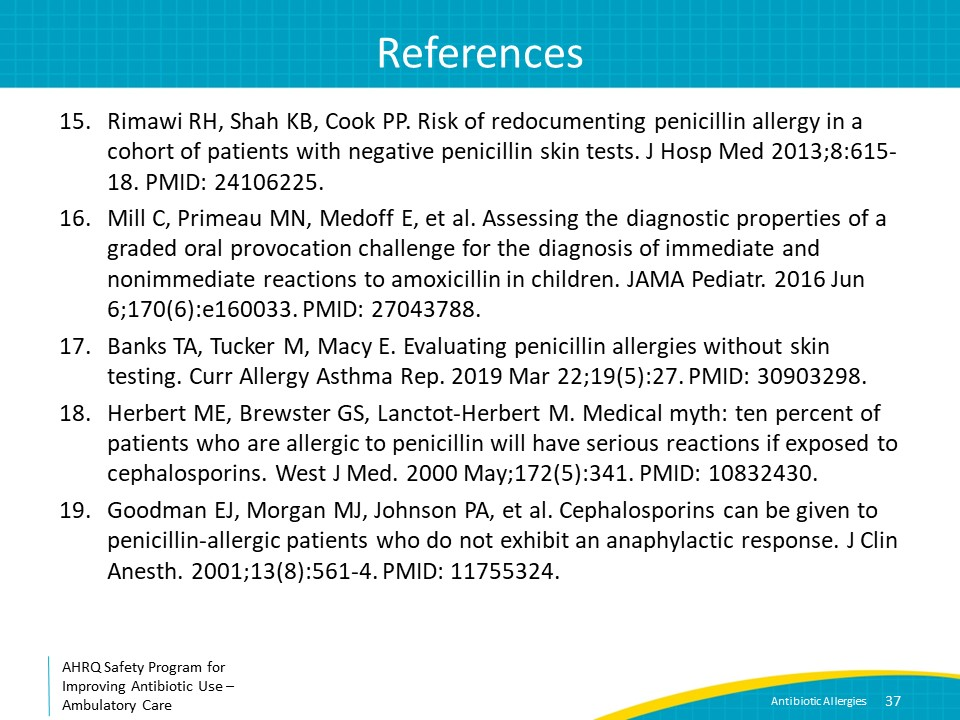 References
15. Rimawi RH, Shah KB, Cook PP. Risk of redocumenting penicillin allergy in a
cohort of patients with negative penicillin skin tests. J Hosp Med 2013;8:615-
18. PMID: 24106225.
16. Mill C, Primeau MN, Medoff E, et al. Assessing the diagnostic properties of a
graded oral provocation challenge for the diagnosis of immediate and
nonimmediate reactions to amoxicillin in children. JAMA Pediatr. 2016 Jun
6;170(6):e160033. PMID: 27043788.
17. Banks TA, Tucker M, Macy E. Evaluating penicillin allergies without skin
testing. Curr Allergy Asthma Rep. 2019 Mar 22;19(5):27. PMID: 30903298.
18. Herbert ME, Brewster GS, Lanctot-Herbert M. Medical myth: ten percent of
patients who are allergic to penicillin will have serious reactions if exposed to
cephalosporins. West J Med. 2000 May;172(5):341. PMID: 10832430.
19. Goodman EJ, Morgan MJ, Johnson PA, et al. Cephalosporins can be given to
penicillin-allergic patients who do not exhibit an anaphylactic response. J Clin
Anesth. 2001;13(8):561-4. PMID: 11755324.
AHRQ Safety Program for
Improving Antibiotic Use –
Ambulatory Care
Antibiotic Allergies 37